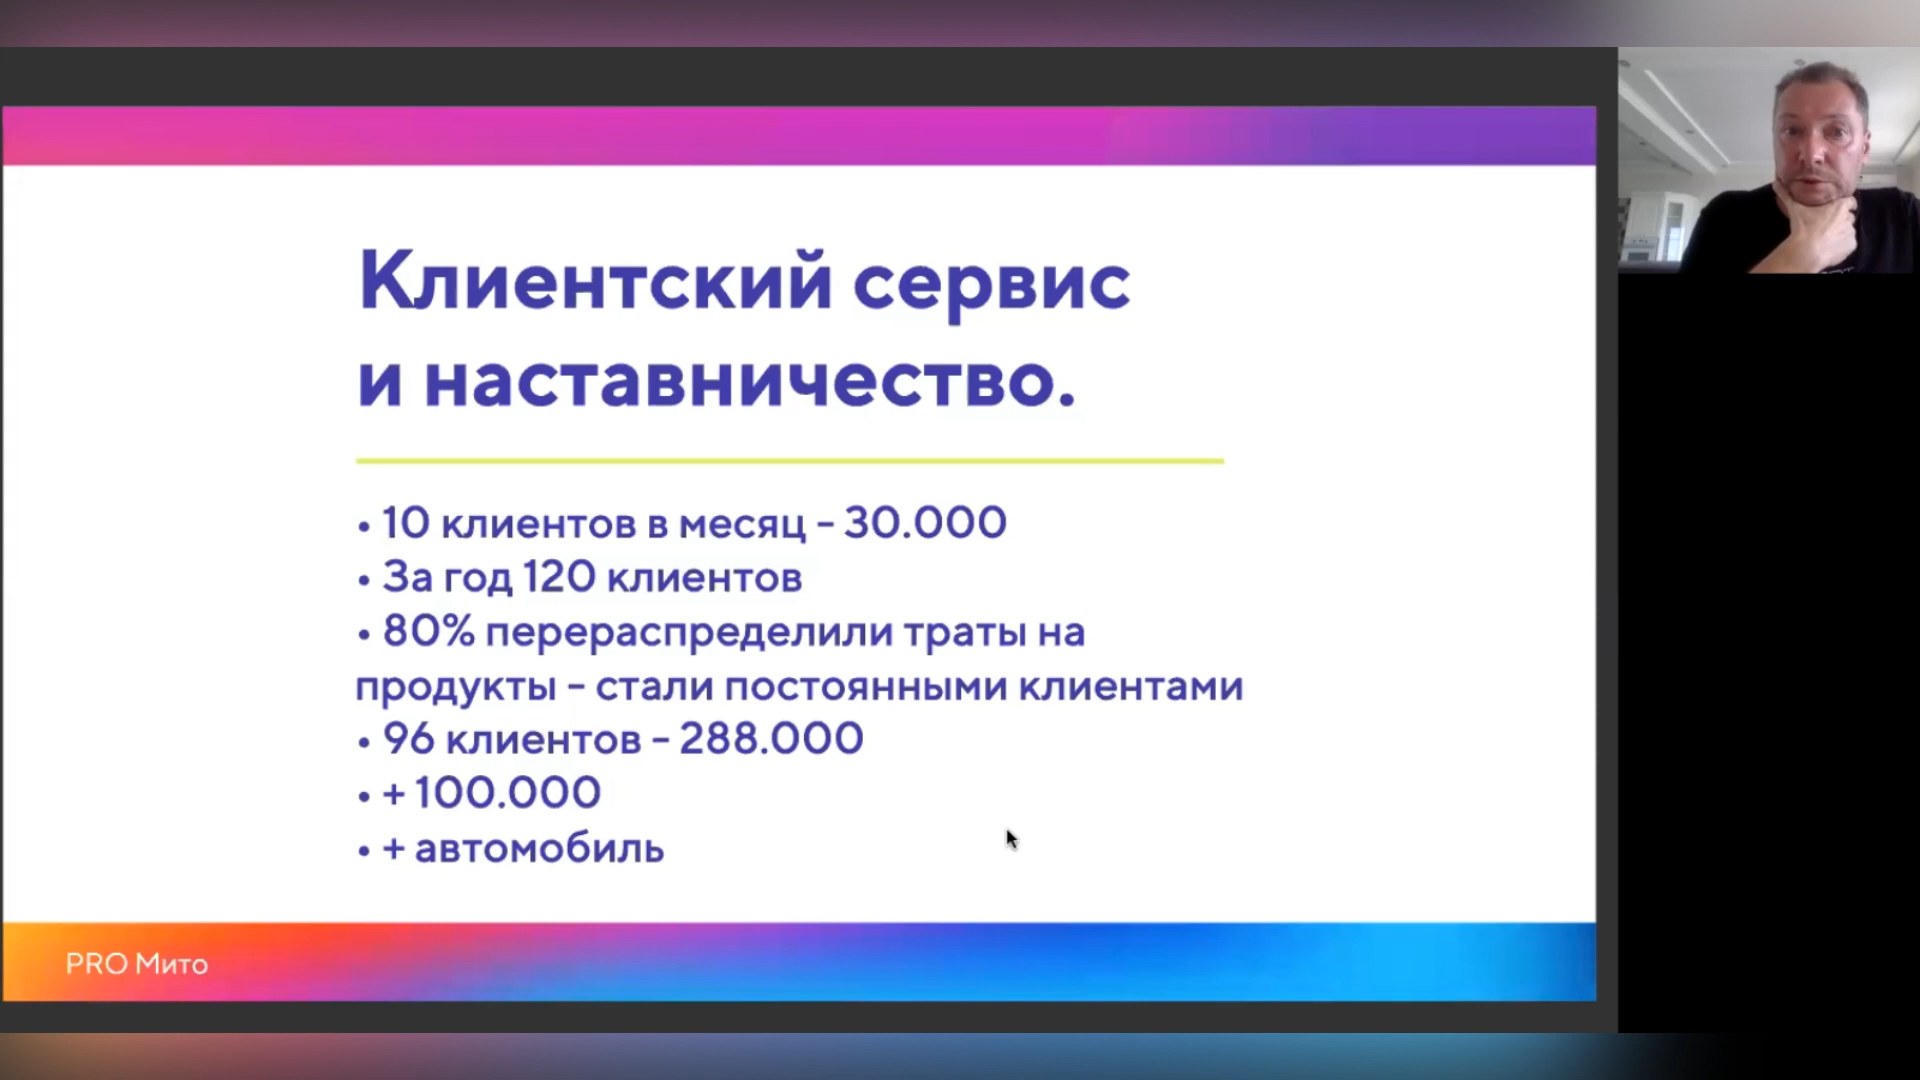 Клиентский сервис
и наставничество.
• 10 клиентов в месяц – 30.000
• За год 120 клиентов
• 80% перераспределили траты на
продукты – стали постоянными клиентами
• 96 клиентов – 288.000
• + 100.000
• + автомобиль
PRO Мито